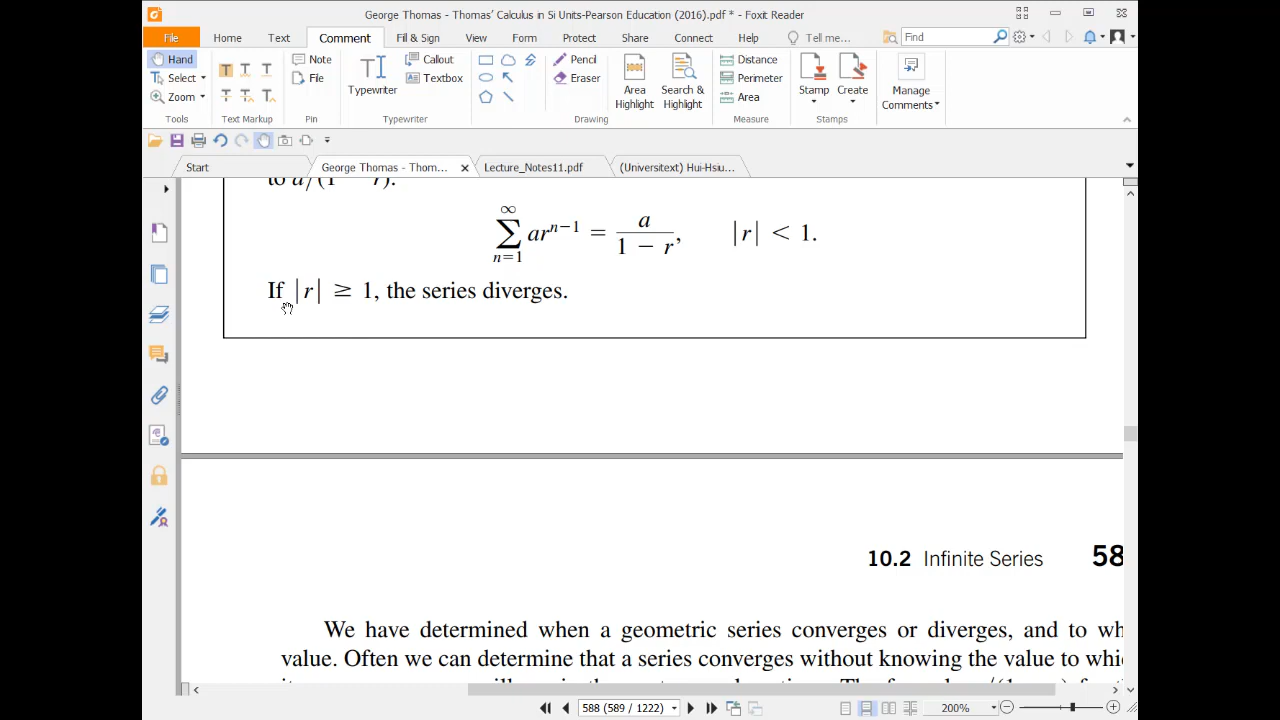 George Thomas - Thomas' Calculus in Si Units-Pearson Education (2016).pdf * - Foxit Reader
File Home Text Comment Fill & Sign View Form Protect Share Connect Help Tell me... Find
Hand
Select
Zoom
Tools
Text Markup
Note
File
Pin
Typewriter
Callout
Textbox
Typewriter
Pencil
Eraser
Area Highlight
Search & Highlight
Drawing
Distance
Perimeter
Area
Measure
Stamp
Create
Stamps
Manage Comments
Start George Thomas - Thom... Lecture_Notes11.pdf (Universitext) Hui-Hsiu...
to a/(1 − r):
∞
∑ ar^{n−1} = a/(1 − r), |r| < 1.
n=1
If |r| ≥ 1, the series diverges.
10.2 Infinite Series 58
We have determined when a geometric series converges or diverges, and to wh
value. Often we can determine that a series converges without knowing the value to whic
588 (589 / 1222) 200%